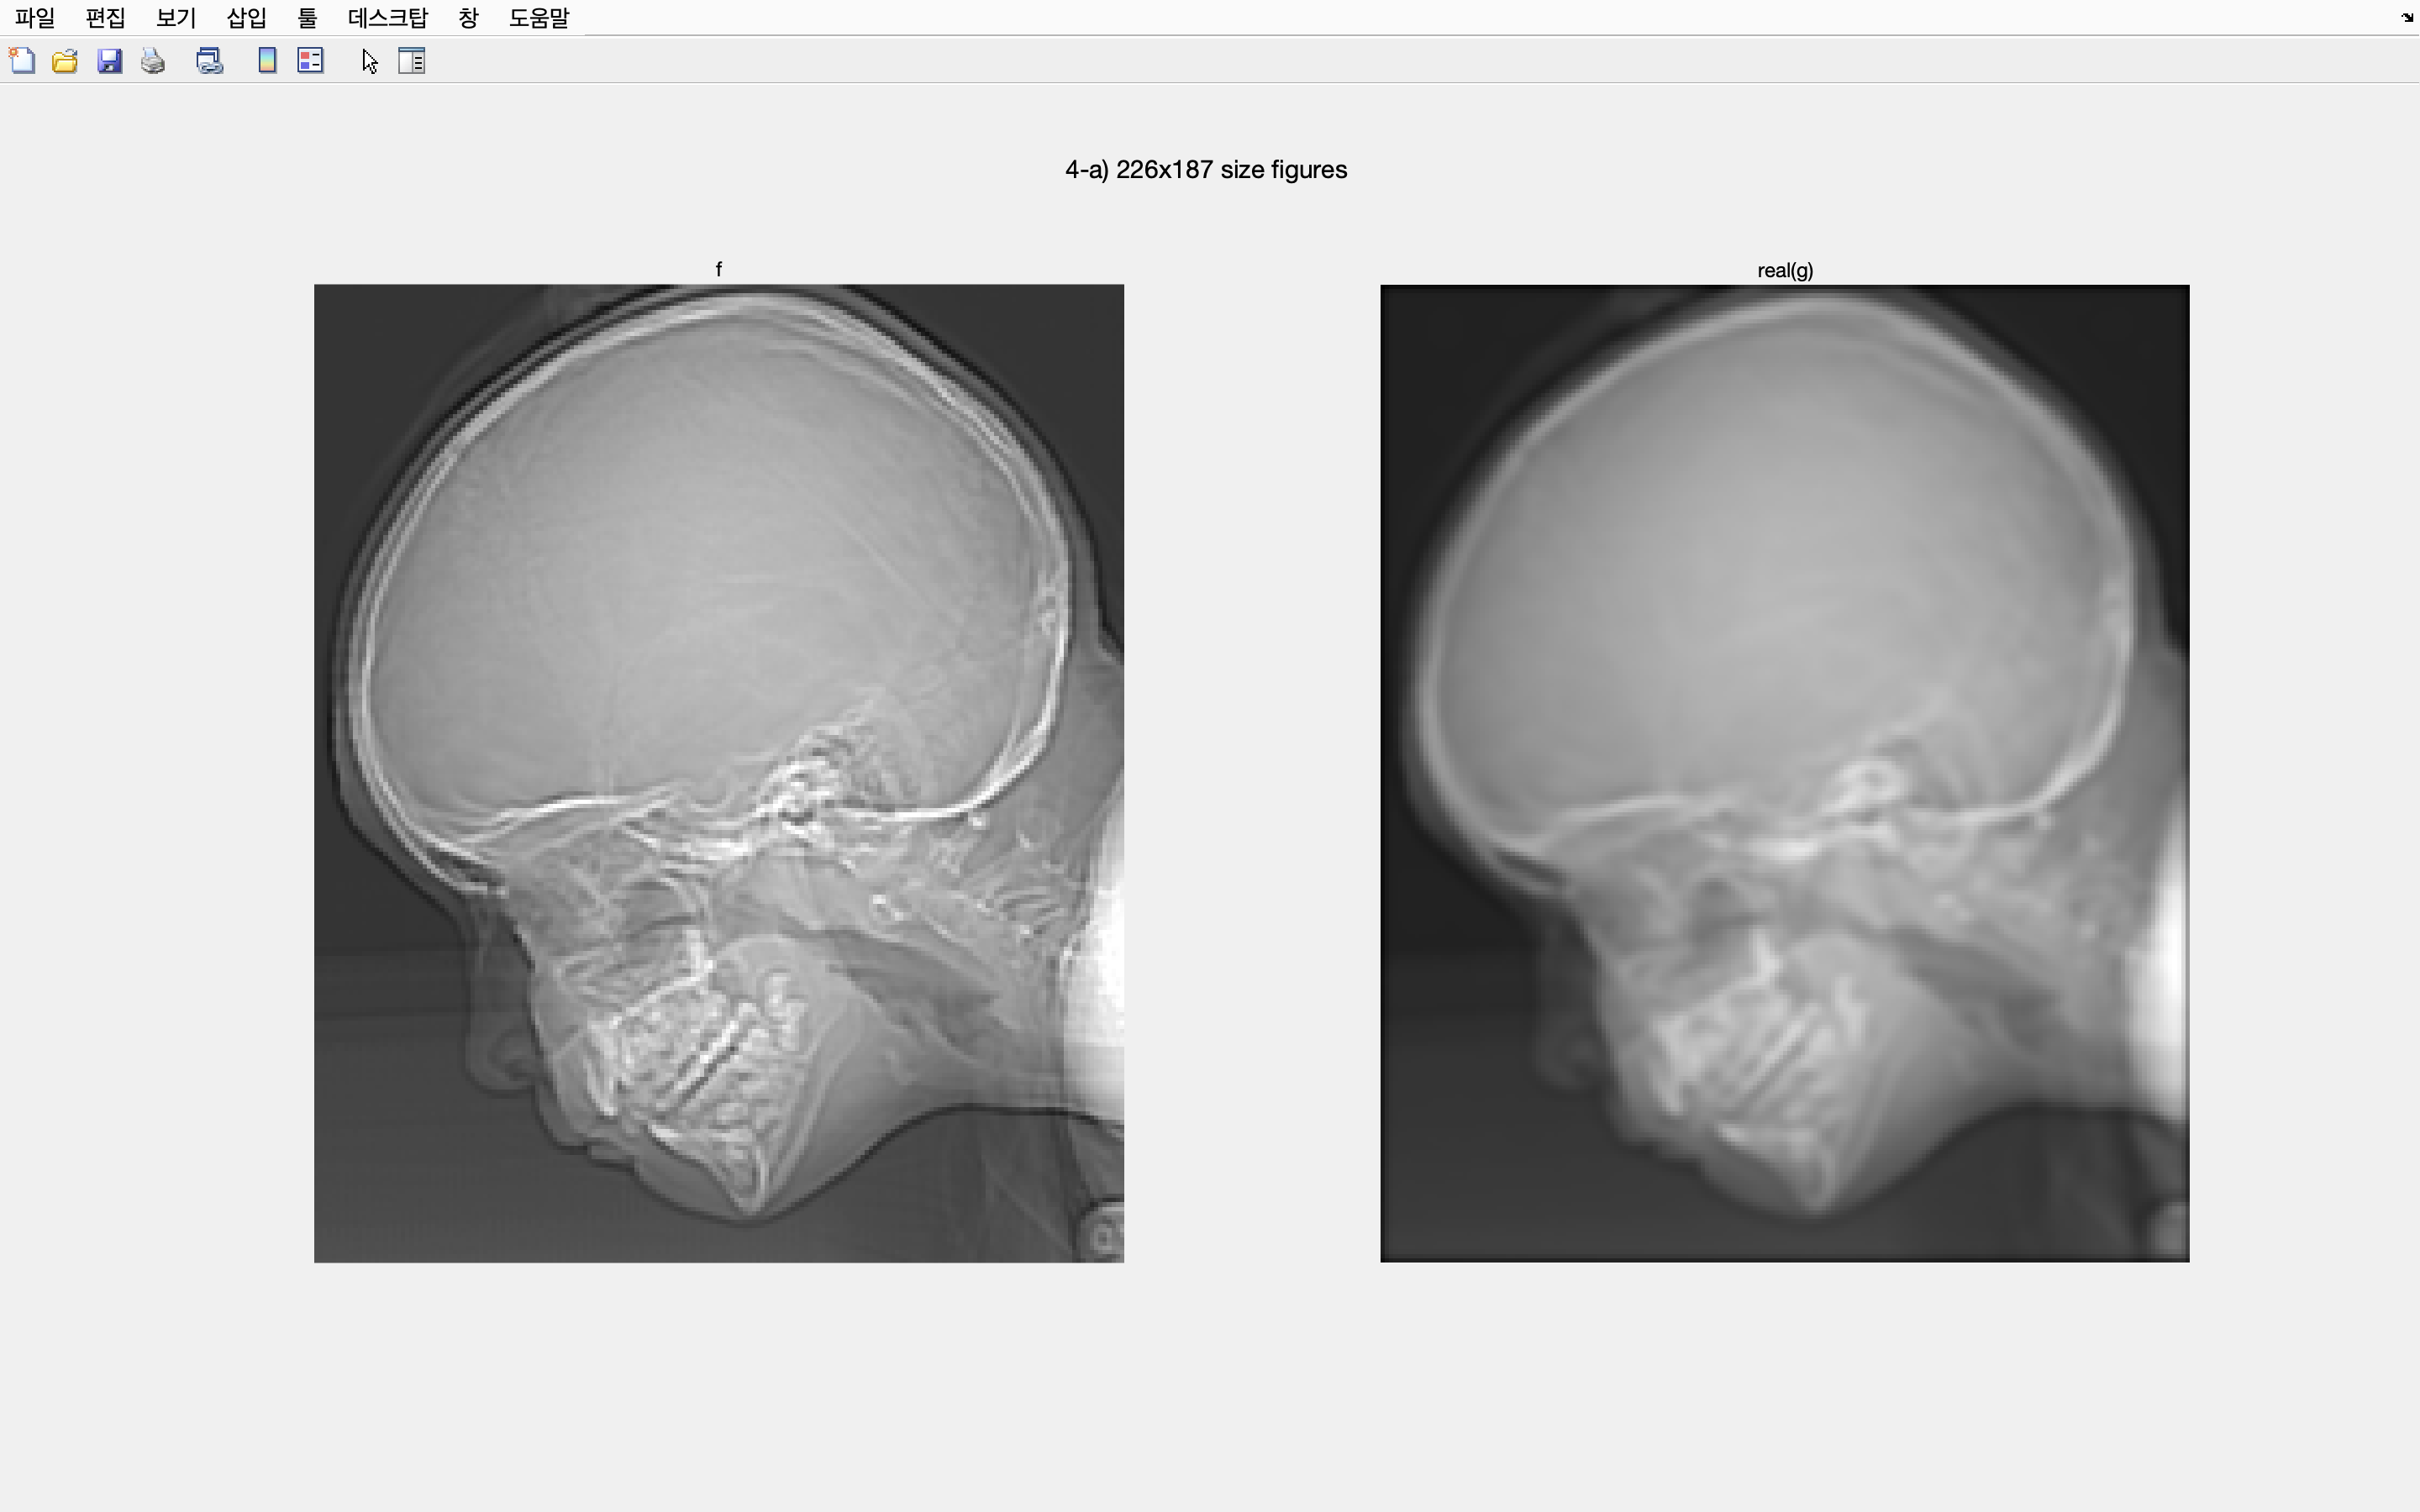 파일 편집 보기 삽입 툴 데스크탑 창 도움말
4-a) 226x187 size figures
f
real(g)